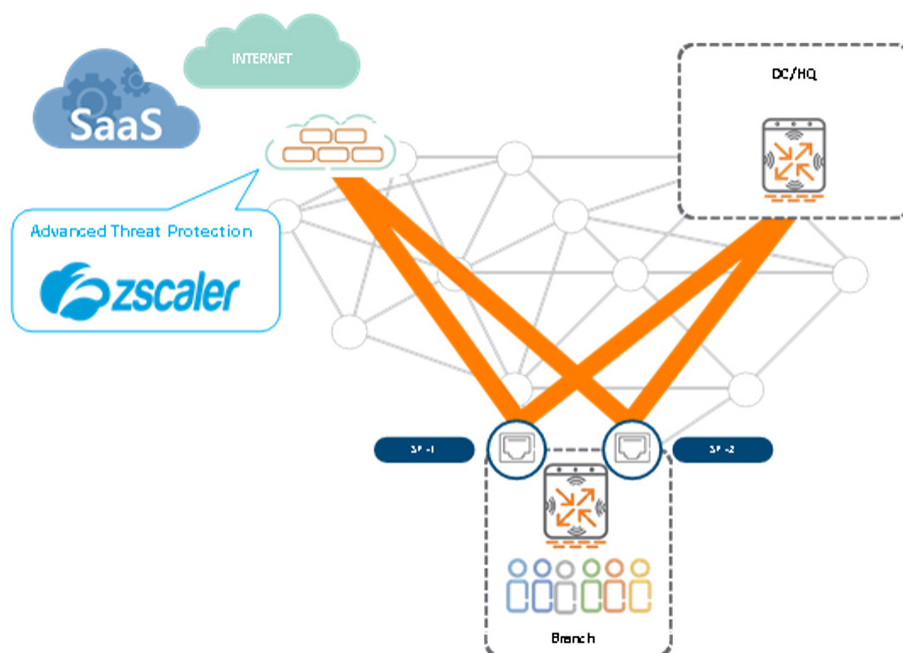 INTERNET
DC/HQ
SaaS
Advanced Threat Protection
zscaler
Branch